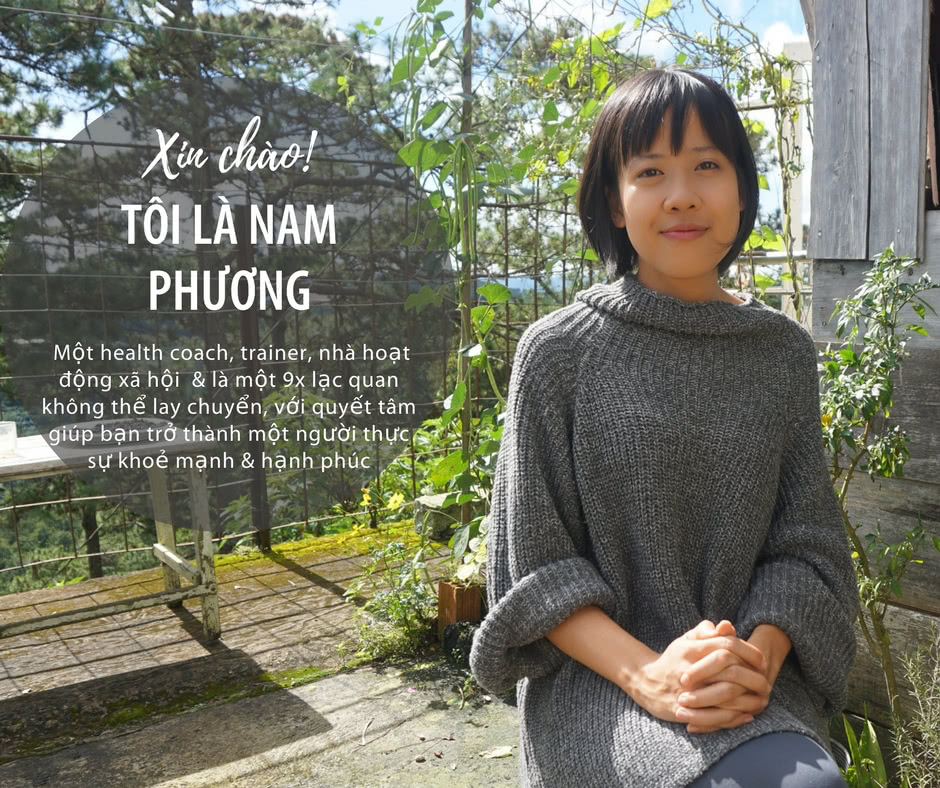 Xin chào!
TÔI LÀ NAM
PHƯƠNG
Một health coach, trainer, nhà hoạt
động xã hội & là một 9x lạc quan
không thể lay chuyển, với quyết tâm
giúp bạn trở thành một người thực
sự khoẻ mạnh & hạnh phúc